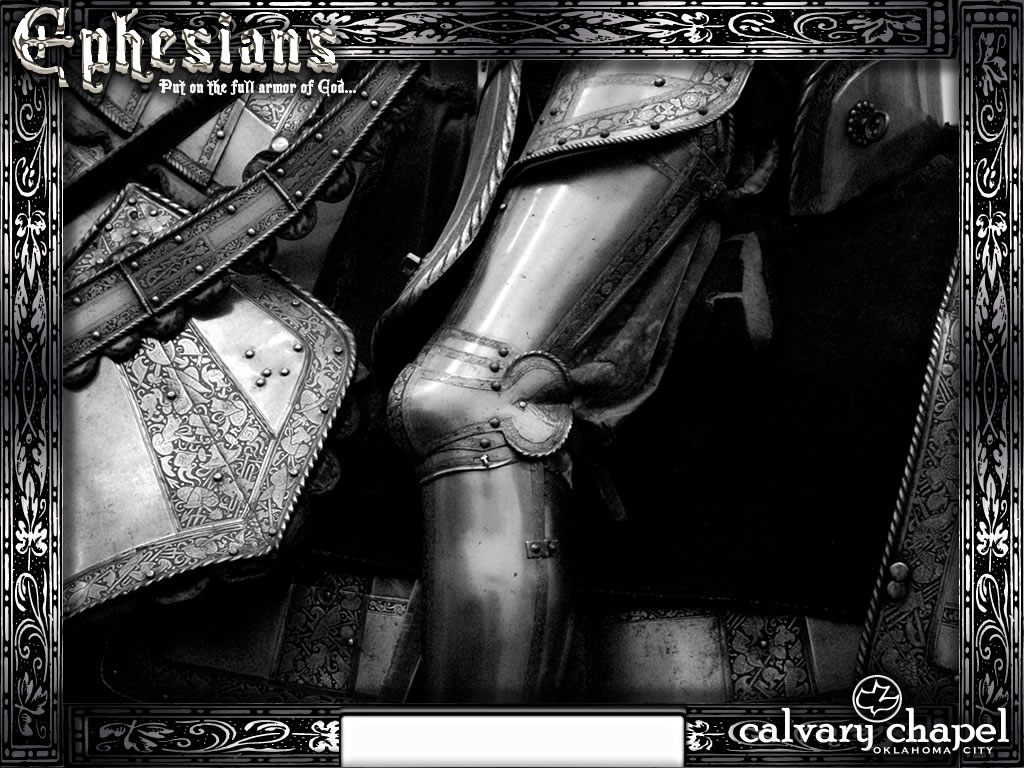 Ephesians
Put on the full armor of God...
calvary chapel
OKLAHOMA CITY